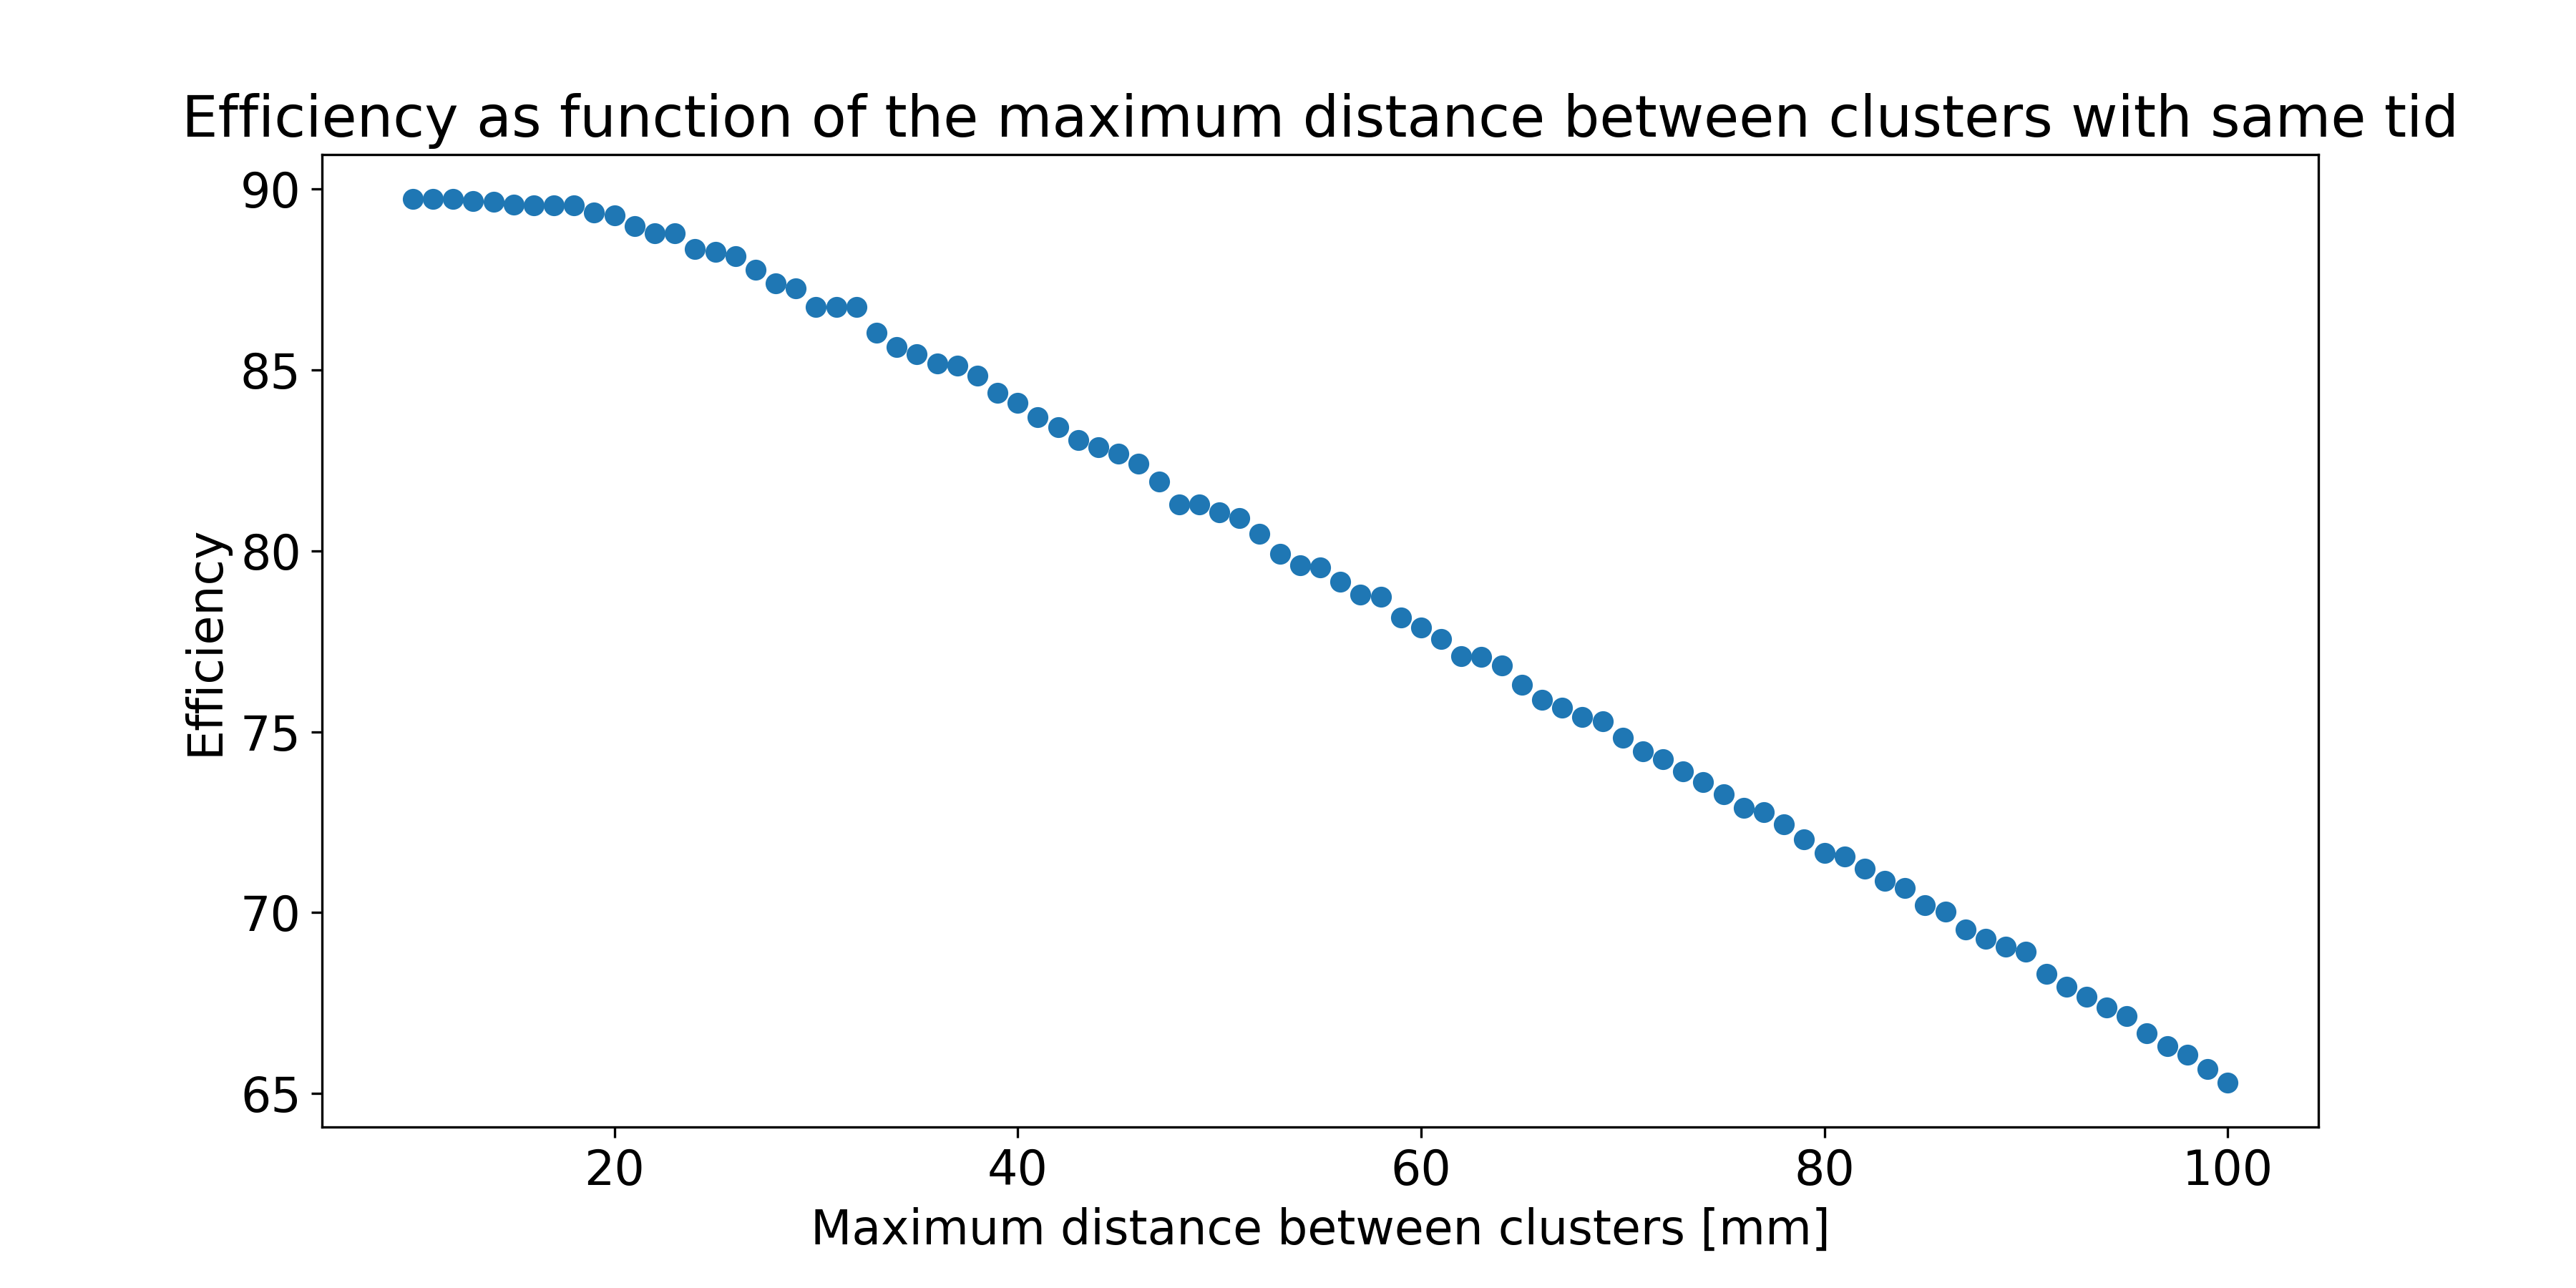 Efficiency as function of the maximum distance between clusters with same tid
90
85
80
75
70
65
Efficiency
20 40 60 80 100
Maximum distance between clusters [mm]